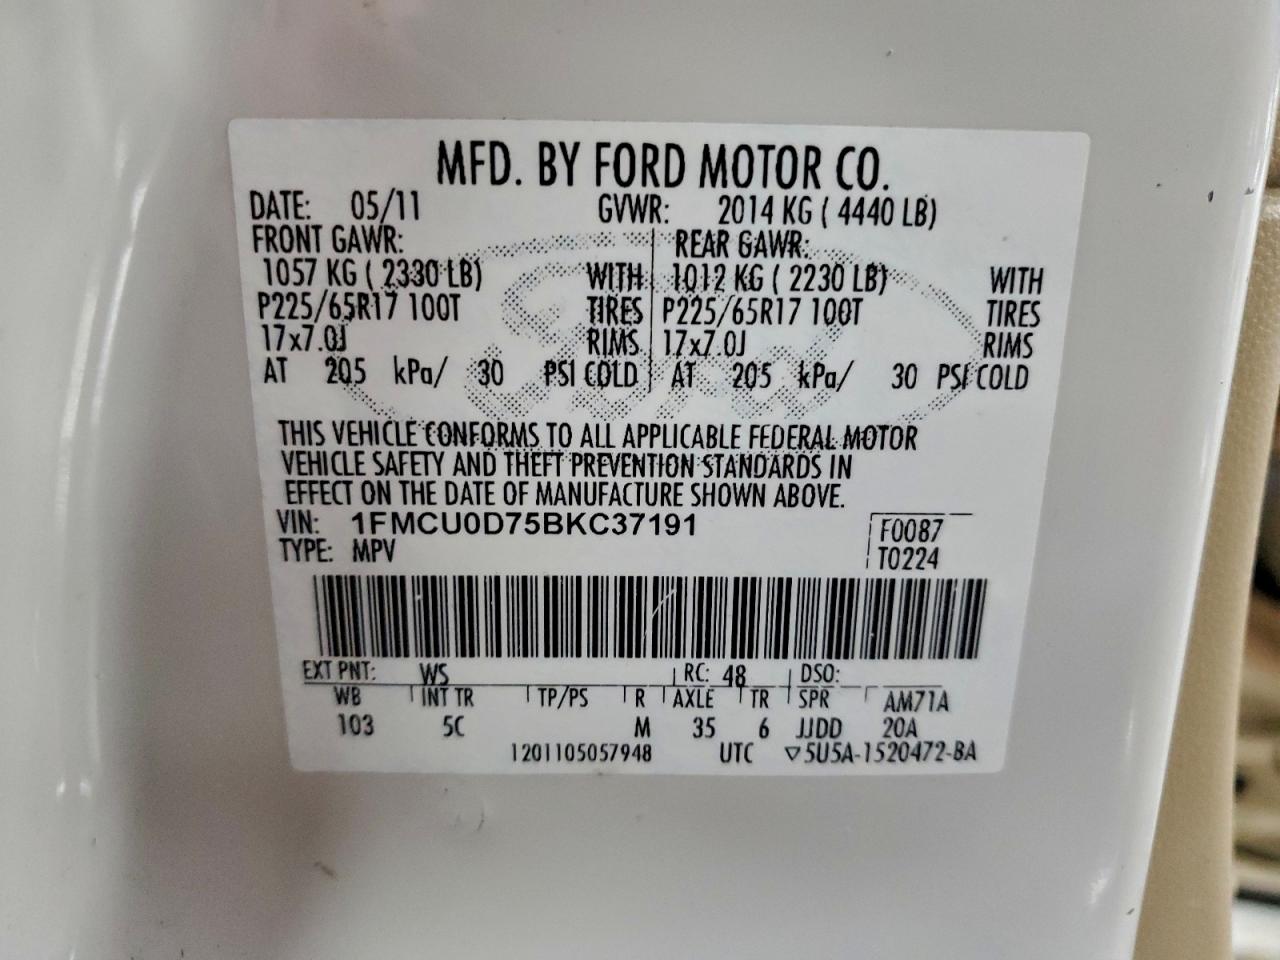 MFD. BY FORD MOTOR CO.
DATE: 05/11 GVWR: 2014 KG ( 4440 LB)
FRONT GAWR: REAR GAWR:
1057 KG ( 2330 LB) WITH 1012 KG ( 2230 LB) WITH
P225/65R17 100T TIRES P225/65R17 100T TIRES
17x7.0J RIMS 17x7.0J RIMS
AT 205 kPa/ 30 PSI COLD AT 205 kPa/ 30 PSI COLD
THIS VEHICLE CONFORMS TO ALL APPLICABLE FEDERAL MOTOR
VEHICLE SAFETY AND THEFT PREVENTION STANDARDS IN
EFFECT ON THE DATE OF MANUFACTURE SHOWN ABOVE.
VIN: 1FMCU0D75BKC37191 F0087
TYPE: MPV T0224
EXT PNT: WS RC: 48 DSO:
WB INT TR TP/PS R AXLE TR SPR AM71A
103 5C M 35 6 JJDD 20A
1201105057948 UTC ▽5U5A-1520472-BA